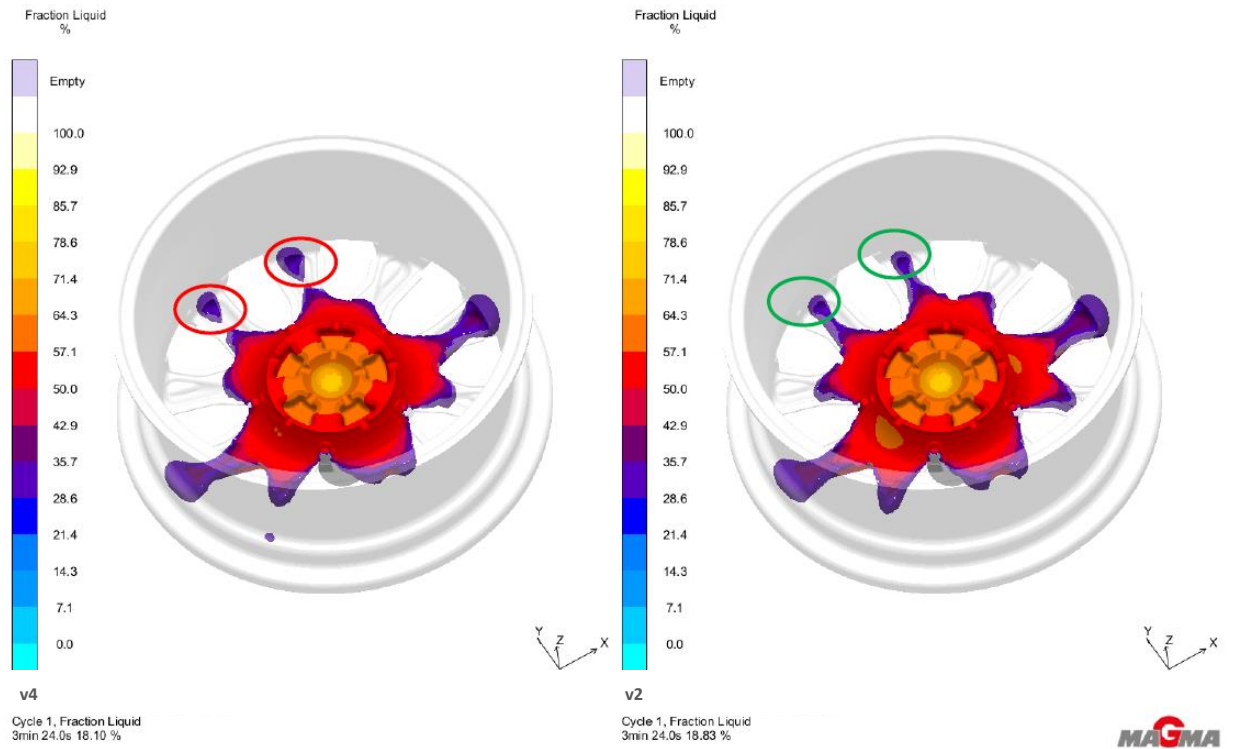 Fraction Liquid
%
Empty
100.0
92.9
85.7
78.6
71.4
64.3
57.1
50.0
42.9
35.7
28.6
21.4
14.3
7.1
0.0
Y
Z
X
v4
Cycle 1, Fraction Liquid
3min 24.0s 18.10 %
Fraction Liquid
%
Empty
100.0
92.9
85.7
78.6
71.4
64.3
57.1
50.0
42.9
35.7
28.6
21.4
14.3
7.1
0.0
Y
Z
X
v2
Cycle 1, Fraction Liquid
3min 24.0s 18.83 %
MAGMA